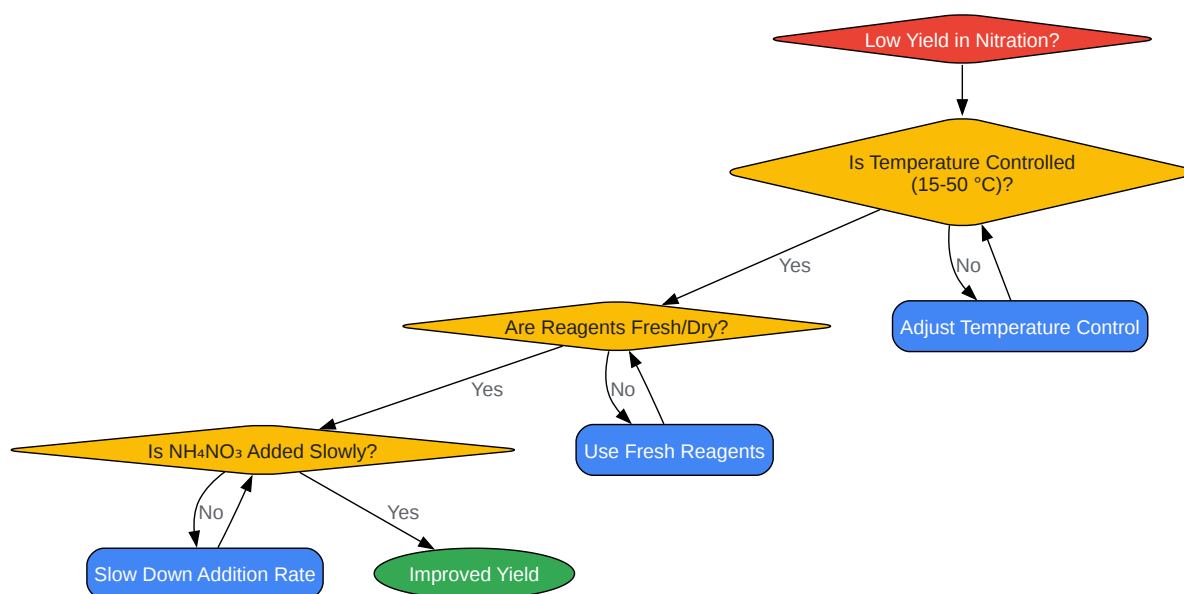 Low Yield in Nitration?
Is Temperature Controlled
(15-50 °C)?
Yes
No
Adjust Temperature Control
Are Reagents Fresh/Dry?
Yes
No
Use Fresh Reagents
Is NH₄NO₃ Added Slowly?
No
Yes
Slow Down Addition Rate
Improved Yield